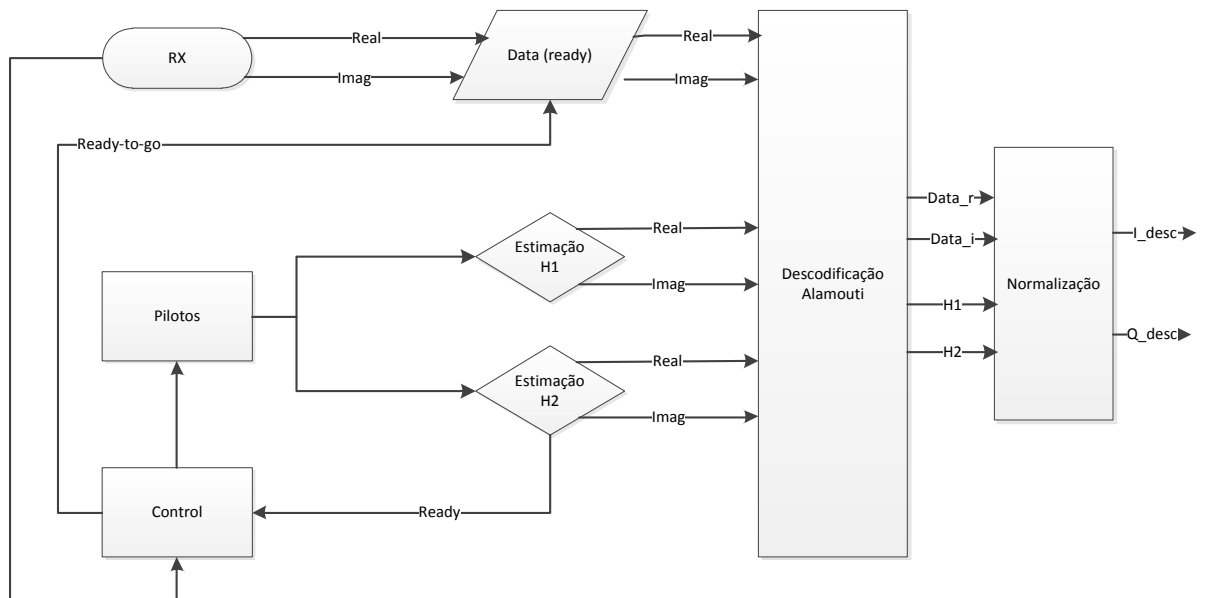 RX
Real
Imag
Data (ready)
Real
Imag
Ready-to-go
Estimação
H1
Real
Imag
Pilotos
Estimação
H2
Real
Imag
Control
Ready
Descodificação
Alamouti
Data_r
Data_i
H1
H2
Normalização
I_desc
Q_desc